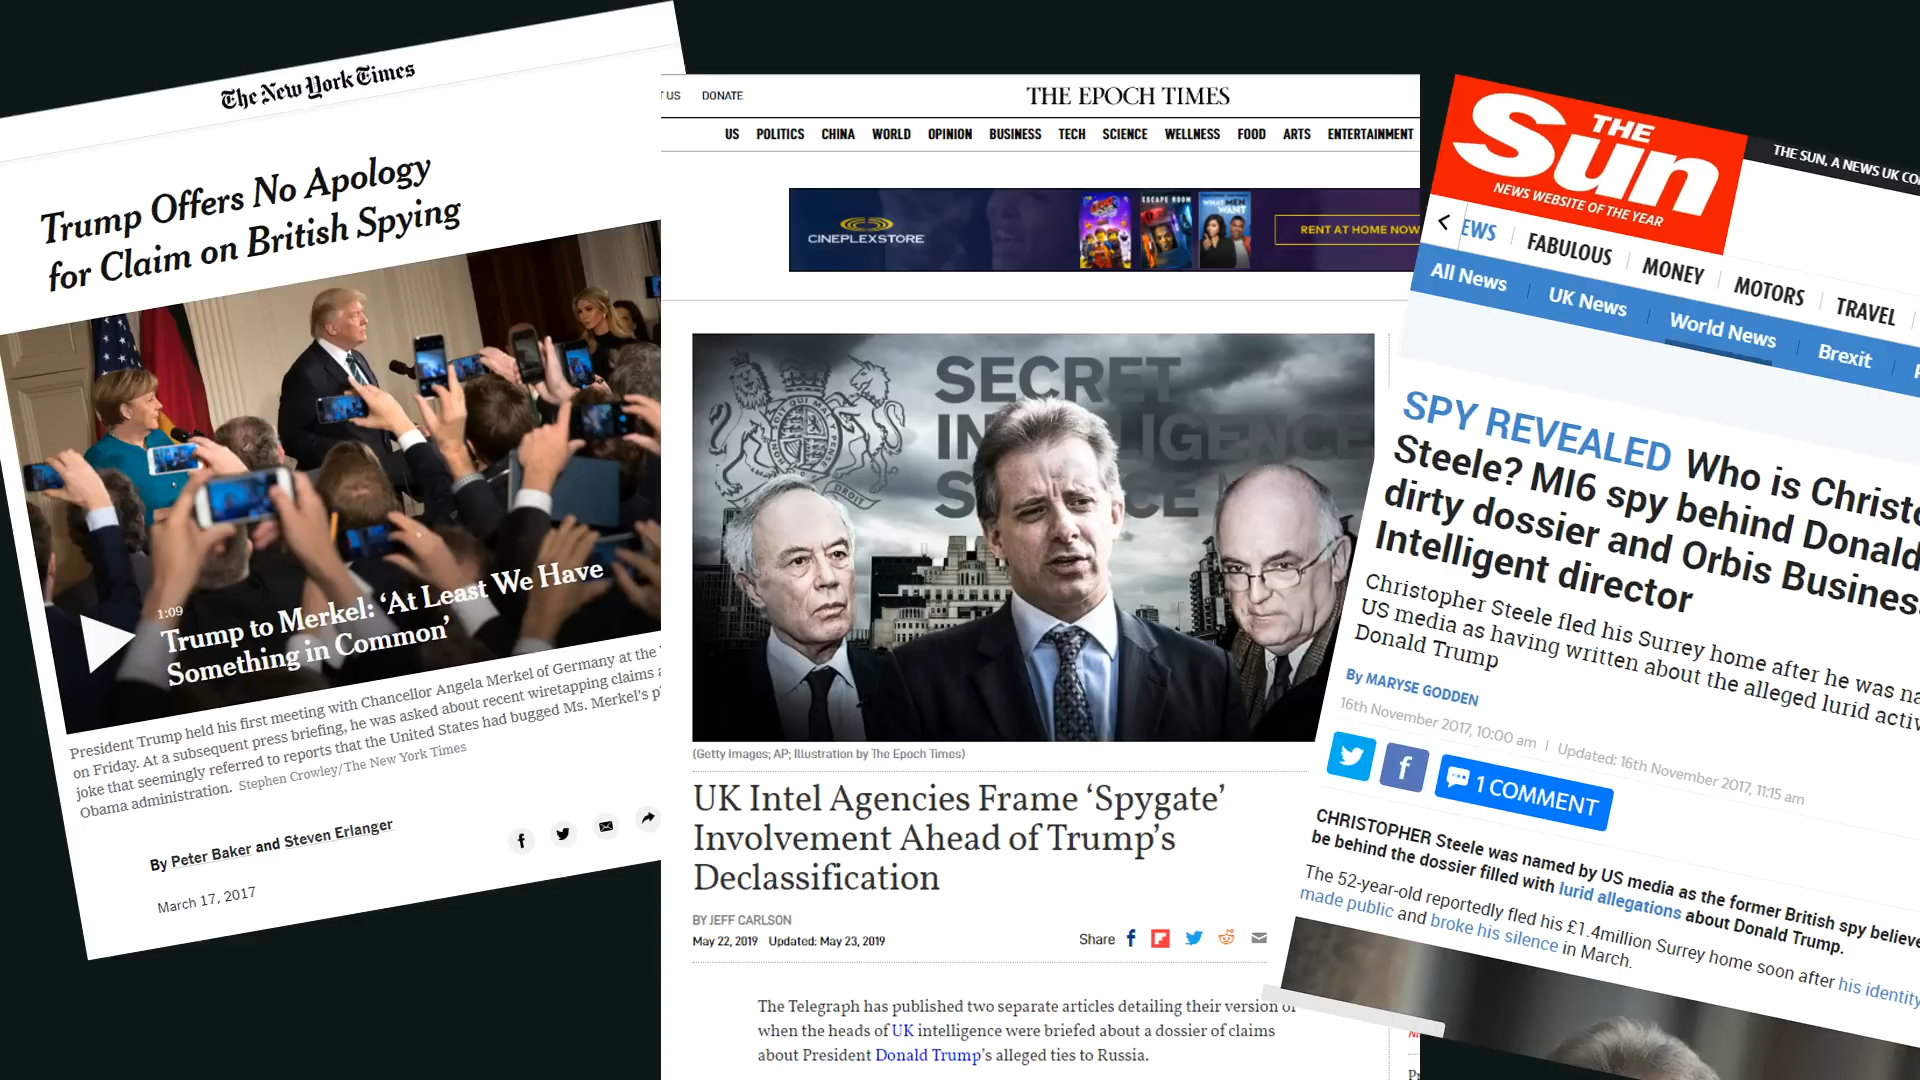 The New York Times
Trump Offers No Apology
for Claim on British Spying
1:09
Trump to Merkel: ‘At Least We Have
Something in Common’
President Trump held his first meeting with Chancellor Angela Merkel of Germany at the
on Friday. At a subsequent press briefing, he was asked about recent wiretapping claims
joke that seemingly referred to reports that the United States had bugged Ms. Merkel's
Obama administration. Stephen Crowley/The New York Times
By Peter Baker and Steven Erlanger
March 17, 2017
US DONATE
THE EPOCH TIMES
US POLITICS CHINA WORLD OPINION BUSINESS TECH SCIENCE WELLNESS FOOD ARTS ENTERTAINMENT
CINEPLEXSTORE
ESCAPE ROOM
WHAT MEN
WANT
RENT AT HOME NOW
SECRET
INTELLIGENCE
DROIT
(Getty Images; AP; Illustration by The Epoch Times)
UK Intel Agencies Frame ‘Spygate’
Involvement Ahead of Trump’s
Declassification
BY JEFF CARLSON
May 22, 2019 Updated: May 23, 2019
Share
The Telegraph has published two separate articles detailing their version of
when the heads of UK intelligence were briefed about a dossier of claims
about President Donald Trump’s alleged ties to Russia.
THE
Sun
NEWS WEBSITE OF THE YEAR
THE SUN, A NEWS UK CO
EWS FABULOUS MONEY MOTORS TRAVEL
All News UK News World News Brexit
SPY REVEALED Who is Christo
Steele? MI6 spy behind Donald
dirty dossier and Orbis Business
Intelligent director
Christopher Steele fled his Surrey home after he was na
US media as having written about the alleged lurid activ
Donald Trump
By MARYSE GODDEN
16th November 2017, 10:00 am | Updated: 16th November 2017, 11:15 am
1 COMMENT
CHRISTOPHER Steele was named by US media as the former British spy believe
be behind the dossier filled with lurid allegations about Donald Trump.
The 52-year-old reportedly fled his £1.4million Surrey home soon after his identity
made public and broke his silence in March.